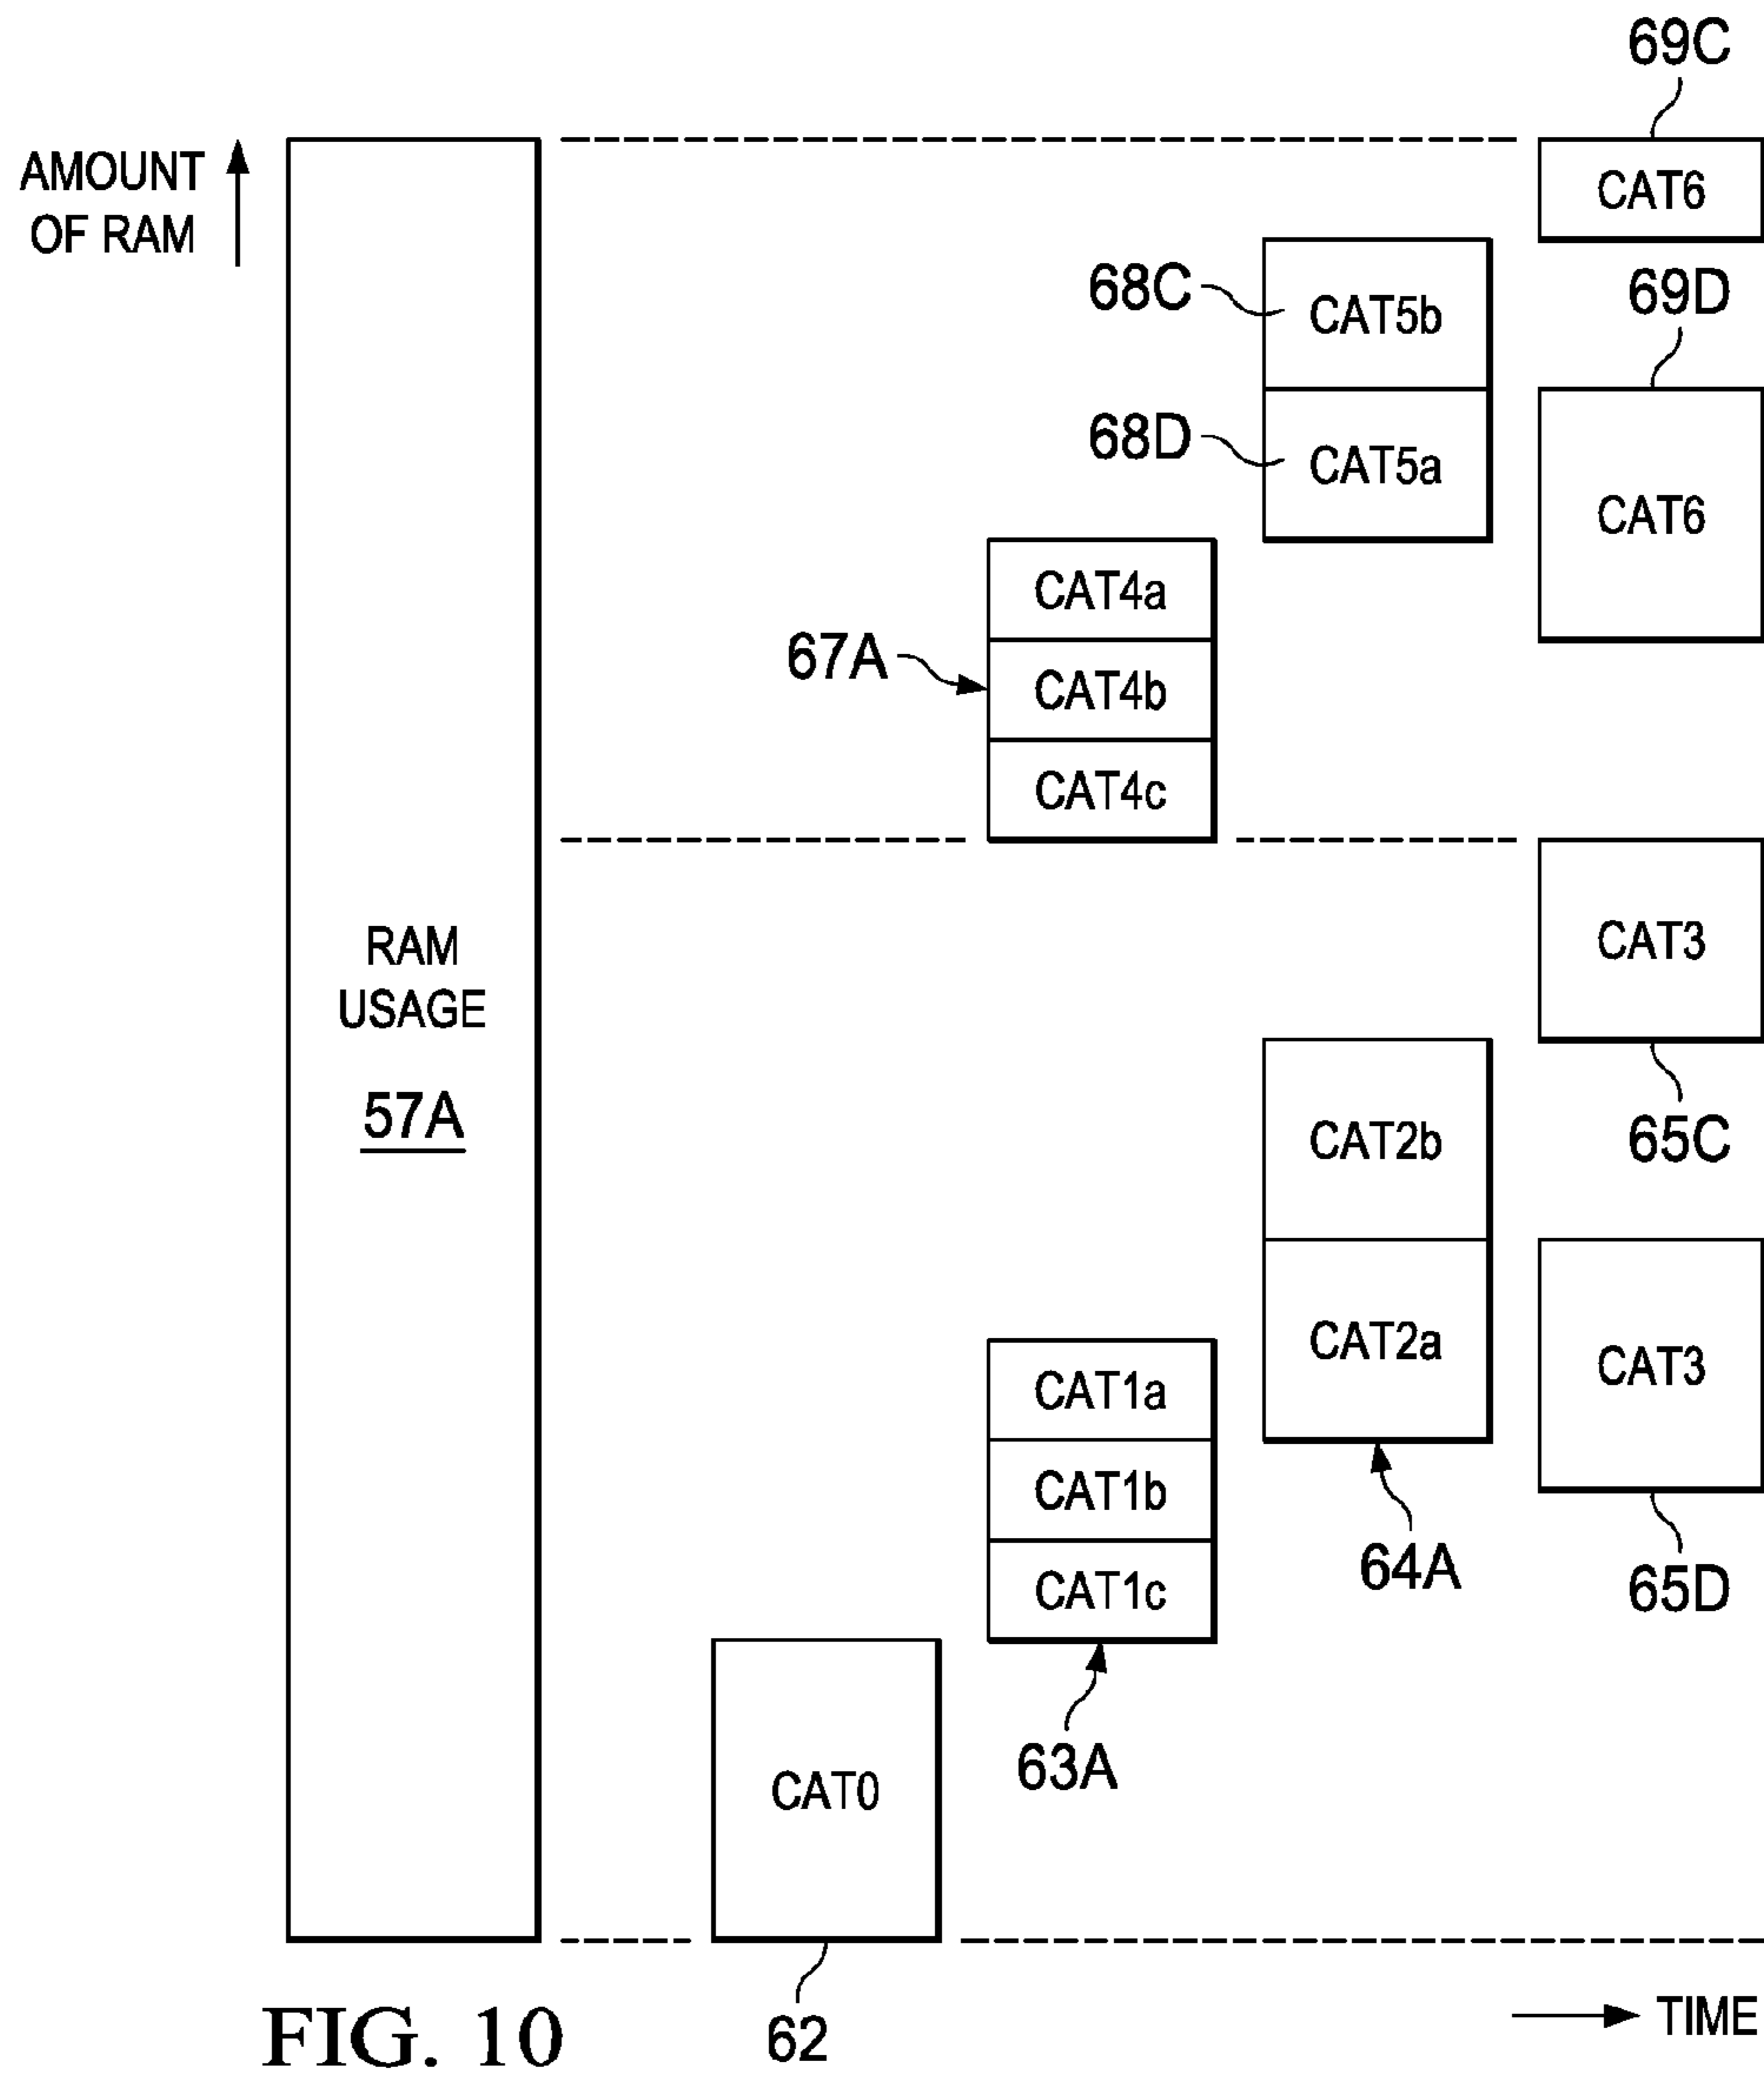 69C
AMOUNT
OF RAM
CAT6
68C
CAT5b
69D
68D
CAT5a
CAT6
CAT4a
67A
CAT4b
CAT4c
RAM
USAGE
57A
CAT3
65C
CAT2b
CAT2a
CAT3
CAT1a
CAT1b
CAT1c
64A
65D
63A
CAT0
62
TIME
FIG. 10